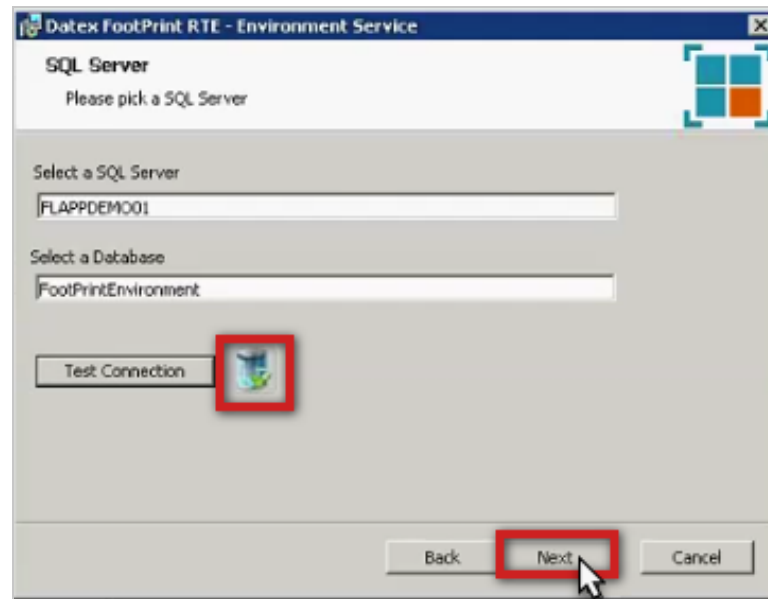 Datex FootPrint RTE - Environment Service
SQL Server
Please pick a SQL Server
Select a SQL Server
FLAPPDEMO01
Select a Database
FootPrintEnvironment
Test Connection
Back Next Cancel